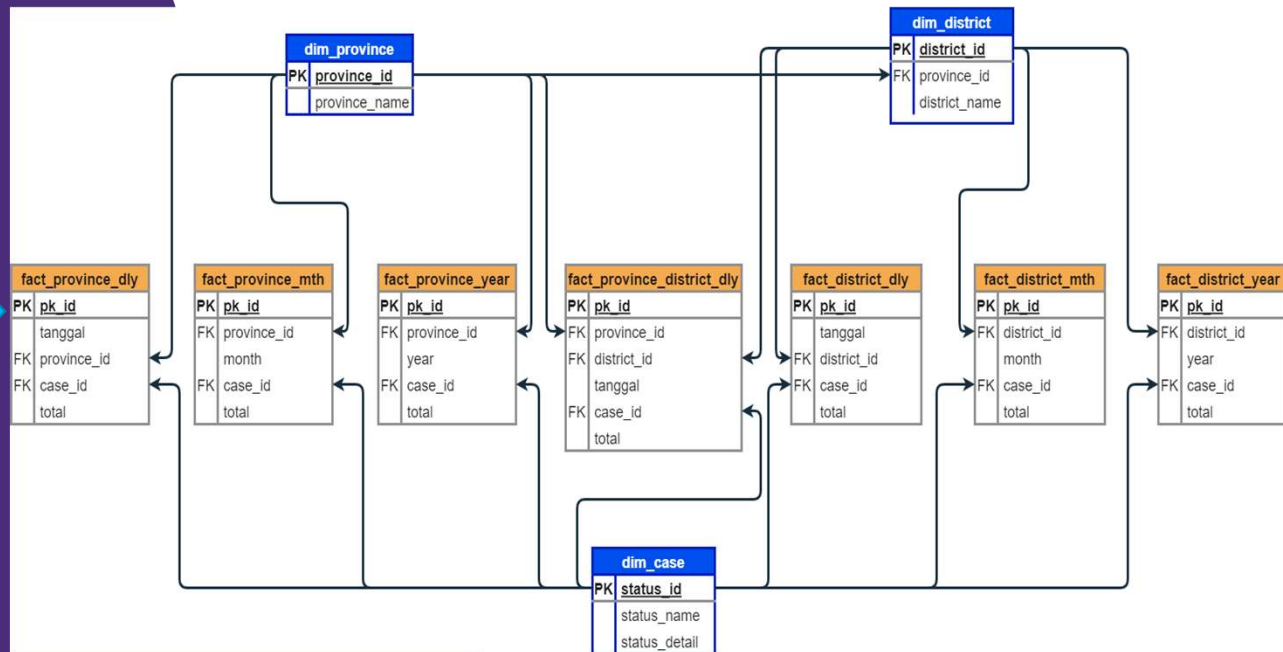 dim_province
PK province_id
province_name
dim_district
PK district_id
FK province_id
district_name
fact_province_dly
PK pk_id
tanggal
FK province_id
FK case_id
total
fact_province_mth
PK pk_id
FK province_id
month
FK case_id
total
fact_province_year
PK pk_id
FK province_id
year
FK case_id
total
fact_province_district_dly
PK pk_id
FK province_id
FK district_id
tanggal
FK case_id
total
fact_district_dly
PK pk_id
tanggal
FK district_id
FK case_id
total
fact_district_mth
PK pk_id
FK district_id
month
FK case_id
total
fact_district_year
PK pk_id
FK district_id
year
FK case_id
total
dim_case
PK status_id
status_name
status_detail